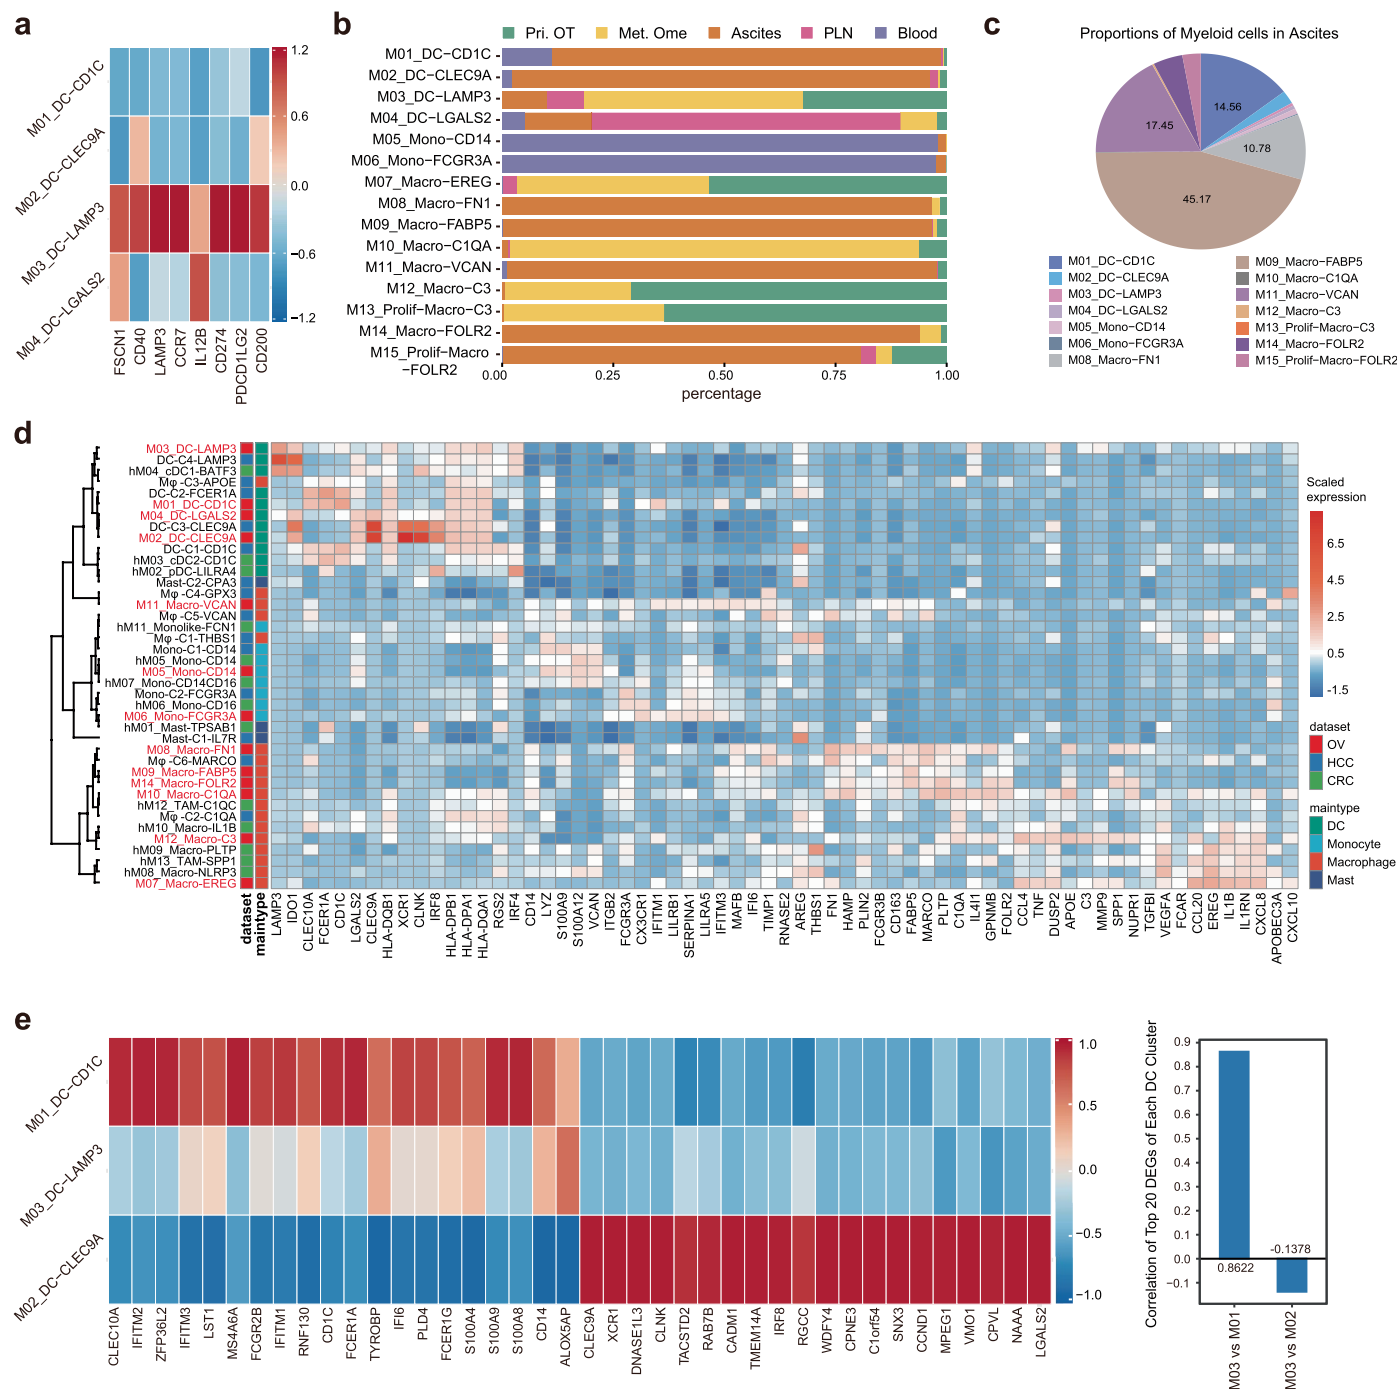 a
M01_DC−CD1C
M02_DC−CLEC9A
M03_DC−LAMP3
M04_DC−LGALS2
1.2
0.6
0.0
−0.6
−1.2
FSCN1
CD40
LAMP3
CCR7
IL12B
CD274
PDCD1LG2
CD200
b
Pri. OT
Met. Ome
Ascites
PLN
Blood
M01_DC−CD1C
M02_DC−CLEC9A
M03_DC−LAMP3
M04_DC−LGALS2
M05_Mono−CD14
M06_Mono−FCGR3A
M07_Macro−EREG
M08_Macro−FN1
M09_Macro−FABP5
M10_Macro−C1QA
M11_Macro−VCAN
M12_Macro−C3
M13_Prolif−Macro−C3
M14_Macro−FOLR2
M15_Prolif−Macro
−FOLR2
0.00
0.25
0.50
0.75
1.00
percentage
c
Proportions of Myeloid cells in Ascites
14.56
17.45
10.78
45.17
M01_DC−CD1C
M02_DC−CLEC9A
M03_DC−LAMP3
M04_DC−LGALS2
M05_Mono−CD14
M06_Mono−FCGR3A
M08_Macro−FN1
M09_Macro−FABP5
M10_Macro−C1QA
M11_Macro−VCAN
M12_Macro−C3
M13_Prolif−Macro−C3
M14_Macro−FOLR2
M15_Prolif−Macro−FOLR2
d
M03_DC-LAMP3
DC-C4-LAMP3
hM04_cDC1-BATF3
Mφ -C3-APOE
DC-C2-FCER1A
M01_DC-CD1C
M04_DC-LGALS2
DC-C3-CLEC9A
M02_DC-CLEC9A
DC-C1-CD1C
hM03_cDC2-CD1C
hM02_pDC-LILRA4
Mast-C2-CPA3
Mφ -C4-GPX3
M11_Macro-VCAN
Mφ -C5-VCAN
hM11_Monolike-FCN1
Mφ -C1-THBS1
Mono-C1-CD14
hM05_Mono-CD14
M05_Mono-CD14
hM07_Mono-CD14CD16
Mono-C2-FCGR3A
hM06_Mono-CD16
M06_Mono-FCGR3A
hM01_Mast-TPSAB1
Mast-C1-IL7R
M08_Macro-FN1
Mφ -C6-MARCO
M09_Macro-FABP5
M14_Macro-FOLR2
M10_Macro-C1QA
hM12_TAM-C1QC
Mφ -C2-C1QA
hM10_Macro-IL1B
M12_Macro-C3
hM09_Macro-PLTP
hM13_TAM-SPP1
hM08_Macro-NLRP3
M07_Macro-EREG
dataset
maintype
LAMP3
IDO1
CLEC10A
FCER1A
CD1C
LGALS2
CLEC9A
HLA-DQB1
XCR1
CLNK
IRF8
HLA-DPB1
HLA-DPA1
HLA-DQA1
RGS2
IRF4
CD14
LYZ
S100A9
S100A12
VCAN
ITGB2
FCGR3A
CX3CR1
IFITM1
LILRB1
SERPINA1
LILRA5
IFITM3
MAFB
IFI6
TIMP1
RNASE2
AREG
THBS1
FN1
HAMP
PLIN2
FCGR3B
CD163
FABP5
MARCO
PLTP
C1QA
IL4I1
GPNMB
FOLR2
CCL4
TNF
DUSP2
APOE
C3
MMP9
SPP1
NUPR1
TGFBI
VEGFA
FCAR
CCL20
EREG
IL1B
IL1RN
CXCL8
APOBEC3A
CXCL10
Scaled
expression
6.5
4.5
2.5
0.5
-1.5
dataset
OV
HCC
CRC
maintype
DC
Monocyte
Macrophage
Mast
e
M01_DC−CD1C
M03_DC−LAMP3
M02_DC−CLEC9A
CLEC10A
IFITM2
ZFP36L2
IFITM3
LST1
MS4A6A
FCGR2B
IFITM1
RNF130
CD1C
FCER1A
TYROBP
IFI6
PLD4
FCER1G
S100A4
S100A9
S100A8
CD14
ALOX5AP
CLEC9A
XCR1
DNASE1L3
CLNK
TACSTD2
RAB7B
CADM1
TMEM14A
IRF8
RGCC
WDFY4
CPNE3
C1orf54
SNX3
CCND1
MPEG1
VMO1
CPVL
NAAA
LGALS2
1.0
0.5
0.0
−0.5
−1.0
Correlation of Top 20 DEGs of Each DC Cluster
0.9
0.8
0.7
0.6
0.5
0.4
0.3
0.2
0.1
0.0
−0.1
0.8622
-0.1378
M03 vs M01
M03 vs M02